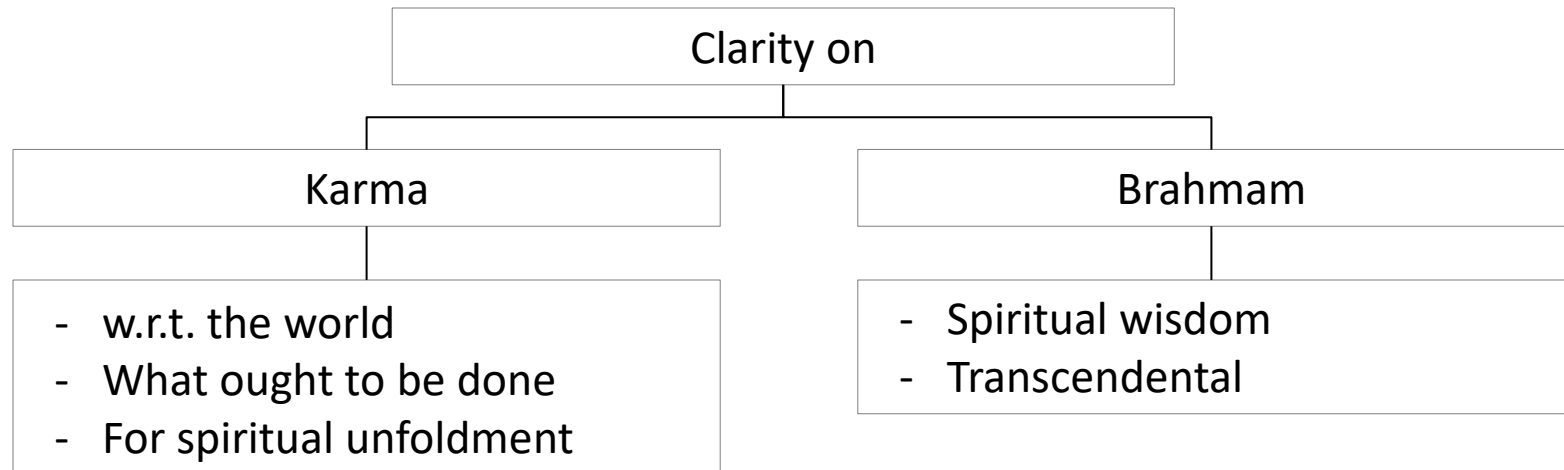 Clarity on
Karma
Brahmam
- w.r.t. the world
- What ought to be done
- For spiritual unfoldment
- Spiritual wisdom
- Transcendental